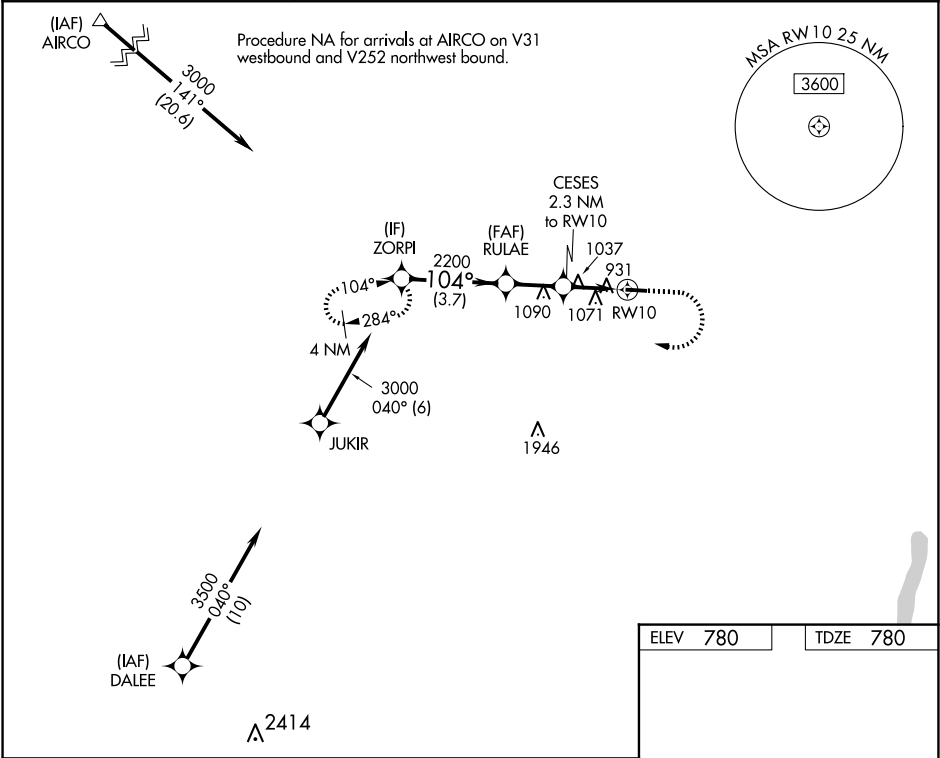 (IAF)
AIRCO
3000
141°
(20.6)
Procedure NA for arrivals at AIRCO on V31
westbound and V252 northwest bound.
MSA RW10 25 NM
3600
CESES
2.3 NM
to RW10
(IF)
ZORPI
(FAF)
RULAE
2200
104°
(3.7)
1037
931
1090
1071
RW10
104°
284°
4 NM
3000
040° (6)
JUKIR
1946
3500
040°
(10)
(IAF)
DALEE
2414
ELEV 780
TDZE 780